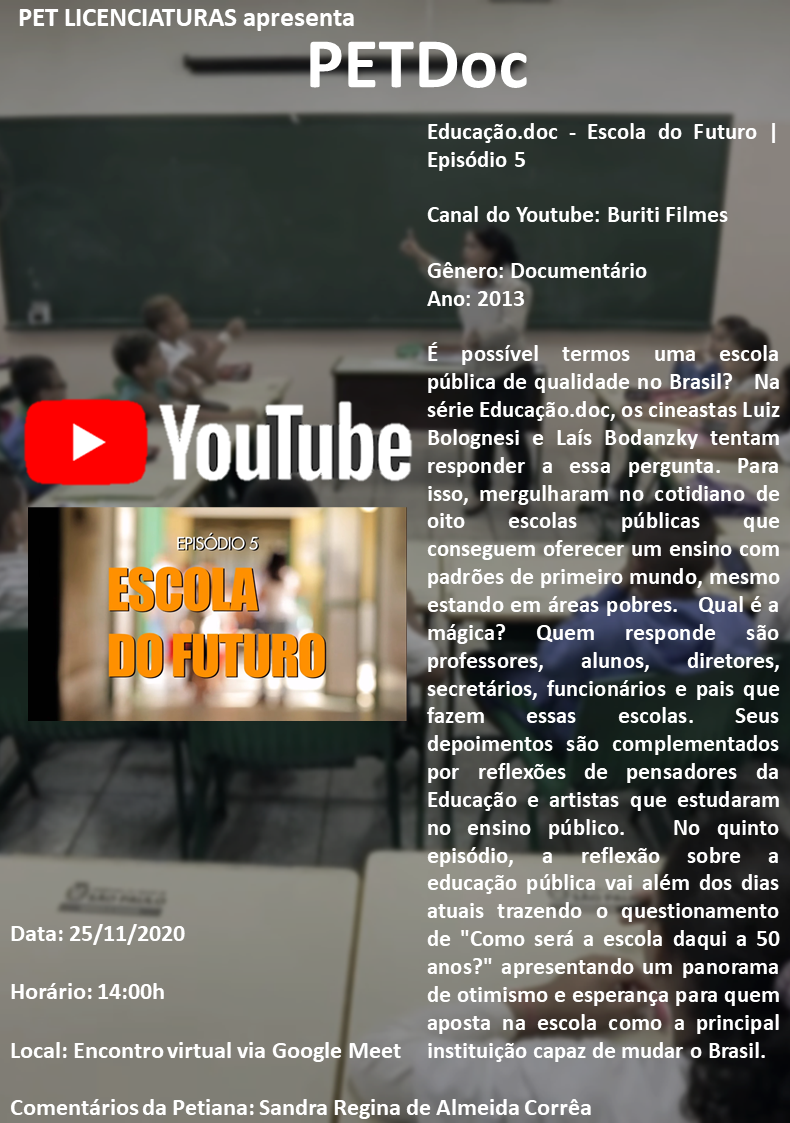 PET LICENCIATURAS apresenta
PETDoc
Educação.doc - Escola do Futuro |
Episódio 5
Canal do Youtube: Buriti Filmes
Gênero: Documentário
Ano: 2013
É possível termos uma escola
pública de qualidade no Brasil? Na
série Educação.doc, os cineastas Luiz
Bolognesi e Laís Bodanzky tentam
responder a essa pergunta. Para
isso, mergulharam no cotidiano de
oito escolas públicas que
conseguem oferecer um ensino com
padrões de primeiro mundo, mesmo
estando em áreas pobres. Qual é a
mágica? Quem responde são
professores, alunos, diretores,
secretários, funcionários e pais que
fazem essas escolas. Seus
depoimentos são complementados
por reflexões de pensadores da
Educação e artistas que estudaram
no ensino público. No quinto
episódio, a reflexão sobre a
educação pública vai além dos dias
atuais trazendo o questionamento
de "Como será a escola daqui a 50
anos?" apresentando um panorama
de otimismo e esperança para quem
aposta na escola como a principal
instituição capaz de mudar o Brasil.
YouTube
EPISÓDIO 5
ESCOLA
DO FUTURO
SÃO PAULO
Data: 25/11/2020
Horário: 14:00h
Local: Encontro virtual via Google Meet
Comentários da Petiana: Sandra Regina de Almeida Corrêa